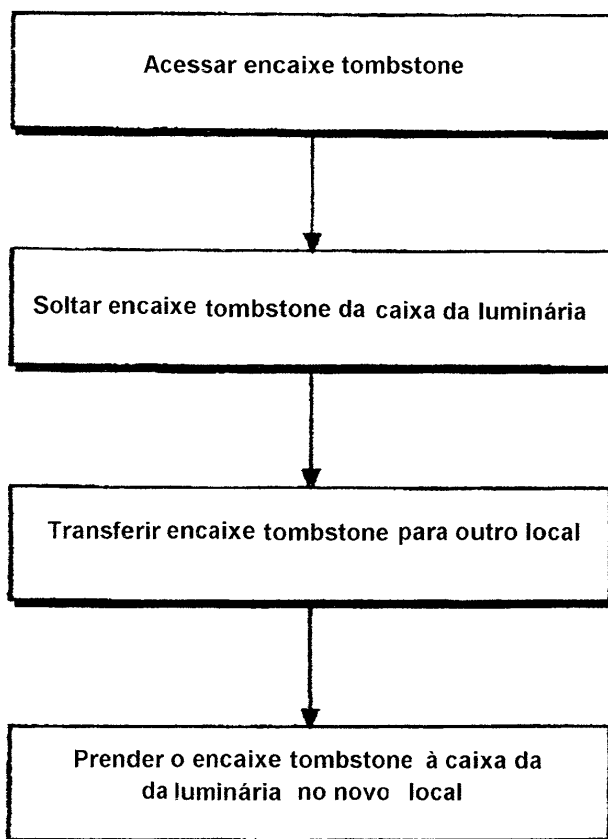 Acessar encaixe tombstone
Soltar encaixe tombstone da caixa da luminária
Transferir encaixe tombstone para outro local
Prender o encaixe tombstone à caixa da
da luminária no novo local